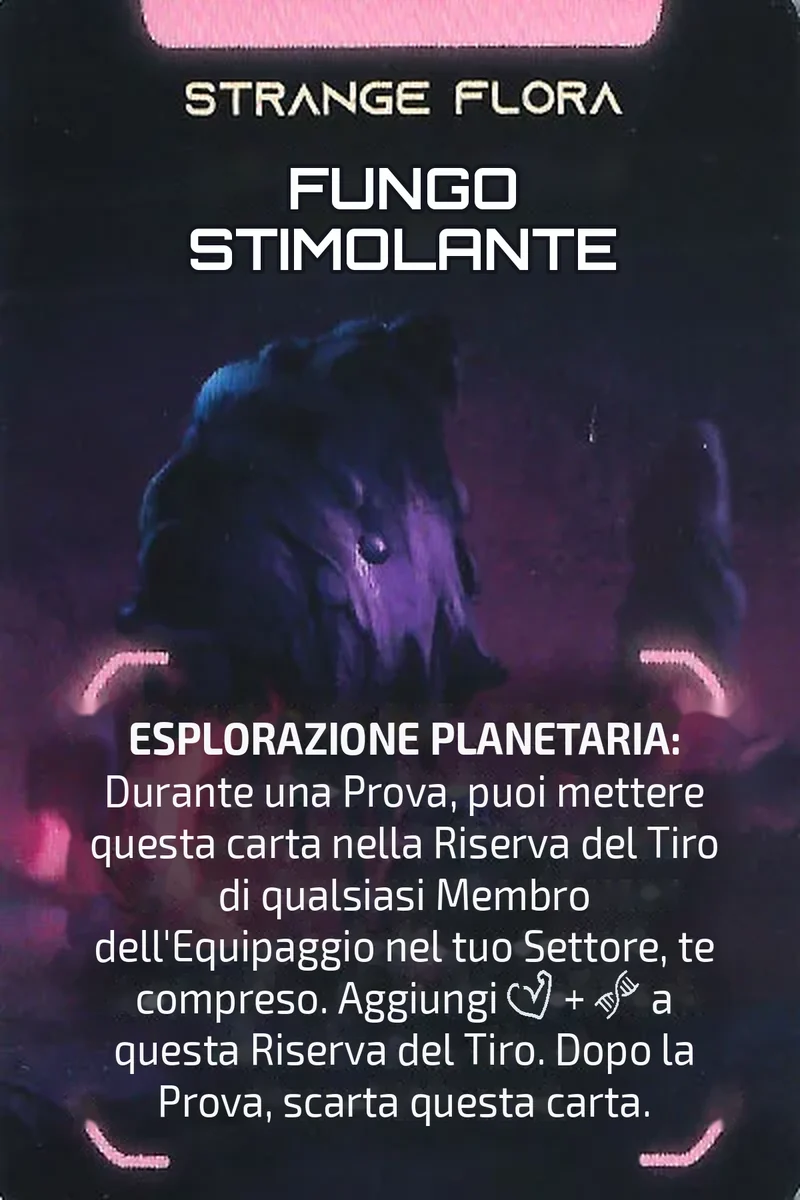 STRANGE FLORA
FUNGO
STIMOLANTE
ESPLORAZIONE PLANETARIA:
Durante una Prova, puoi mettere
questa carta nella Riserva del Tiro
di qualsiasi Membro
dell'Equipaggio nel tuo Settore, te
compreso. Aggiungi + a
questa Riserva del Tiro. Dopo la
Prova, scarta questa carta.